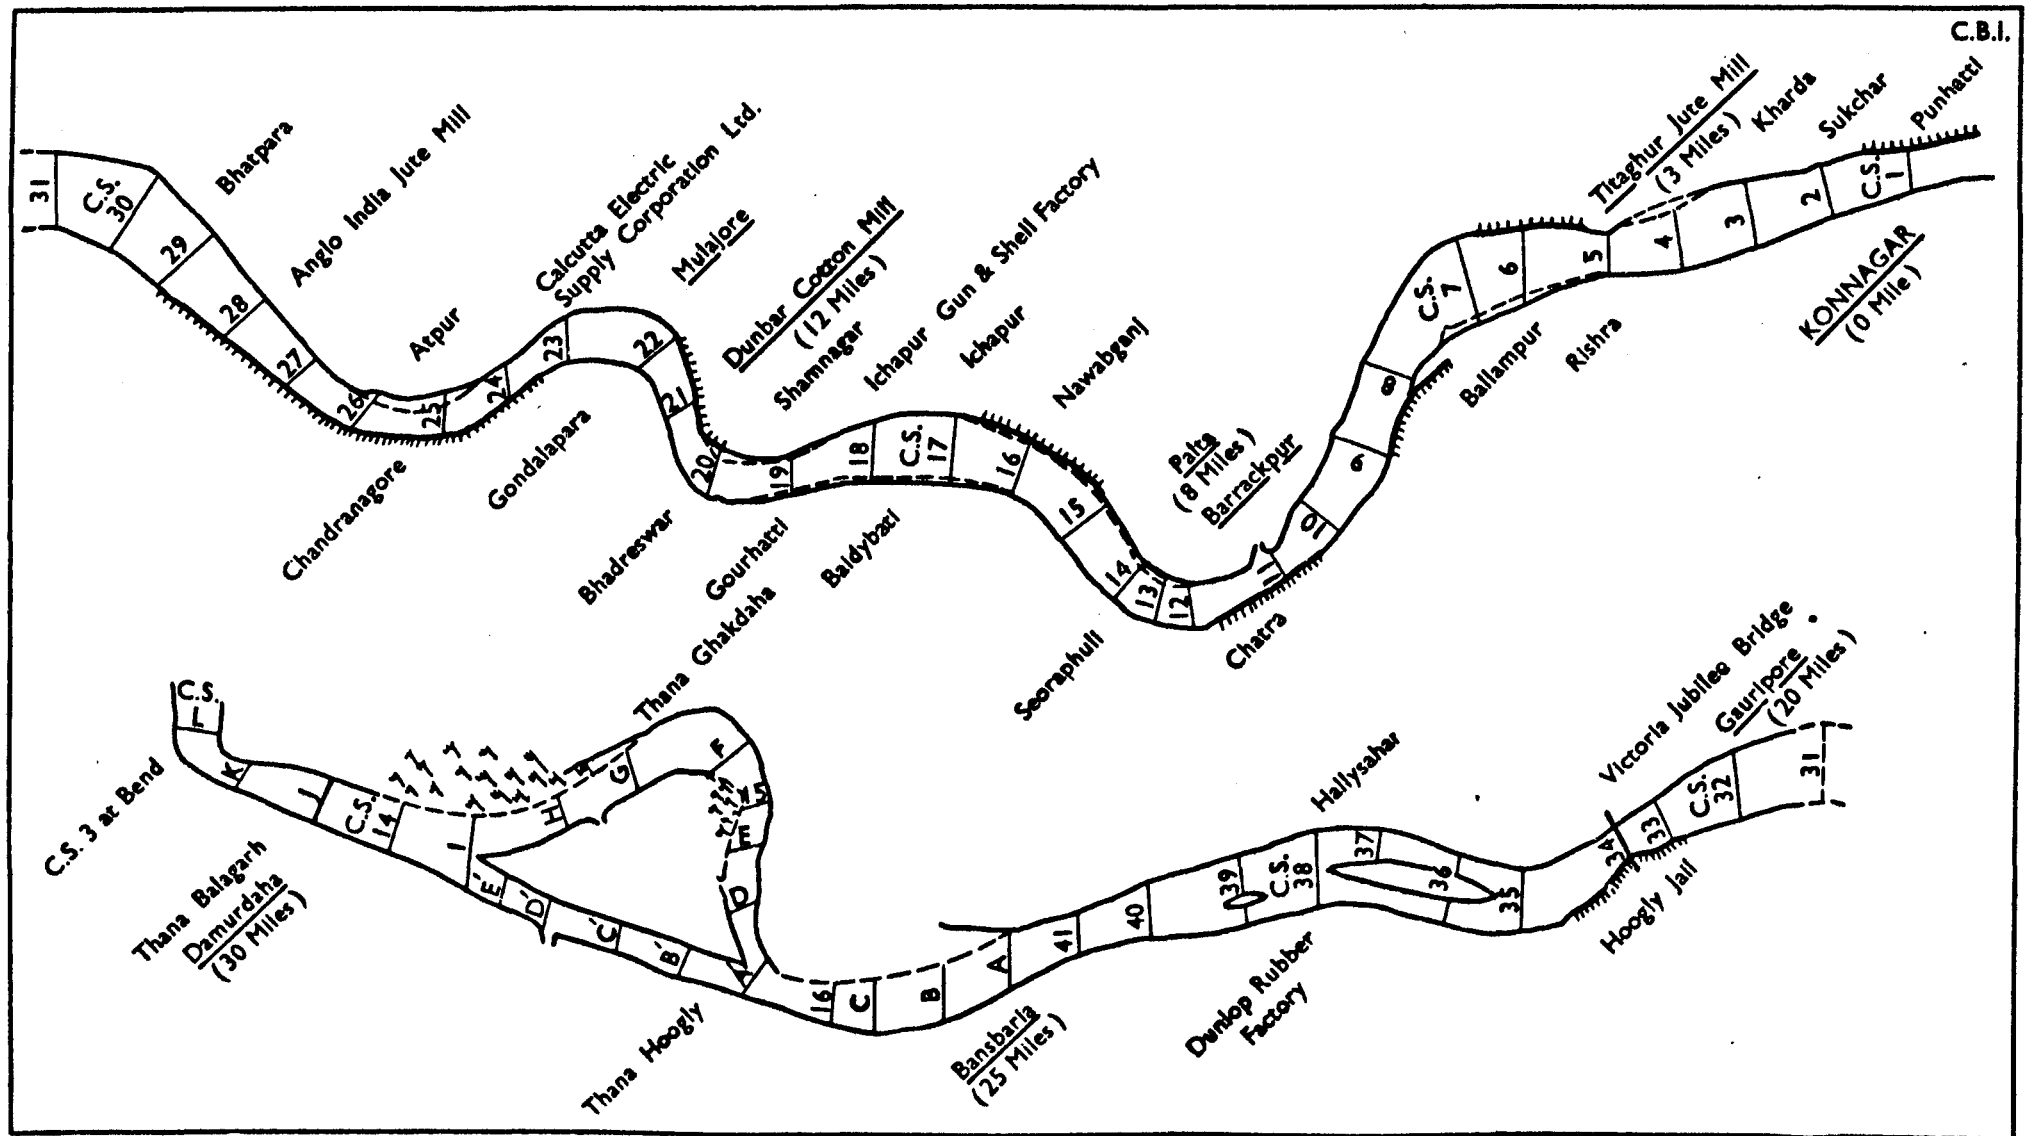 C.B.I.
31
C.S.
30
29
28
27
26
25
24
23
22
21
20
19
18
C.S.
17
16
15
14
13
12
11
10
9
8
C.S.
7
6
5
4
3
2
C.S.
1
Bhatpara
Anglo India Jute Mill
Atpur
Calcutta Electric
Supply Corporation Ltd.
Mulajore
Dunbar Cotton Mill
(12 Miles)
Shamnagar
Ichapur Gun & Shell Factory
Ichapur
Nawabganj
Palta
(8 Miles)
Barrackpur
Titaghur Jute Mill
(3 Miles)
Kharda
Sukchar
Punhatti
Chandranagore
Gondalapara
Bhadreswar
Gourhatti
Baidybati
Seoraphuli
Chatra
Ballampur
Rishra
KONNAGAR
(0 Mile)
C.S.
L
K
J
C.S.
14
I
H
G
F
15
E
D
E'
D'
C'
B'
A'
16
C
B
A
41
40
39
C.S.
38
37
36
35
34
33
C.S.
32
31
C.S. 3 at Bend
Thana Balagarh
Damurdaha
(30 Miles)
Thana Ghakdaha
Thana Hoogly
Bansbaria
(25 Miles)
Dunlop Rubber
Factory
Hallysahar
Hoogly Jail
Victoria Jubilee Bridge
Gauripore
(20 Miles)